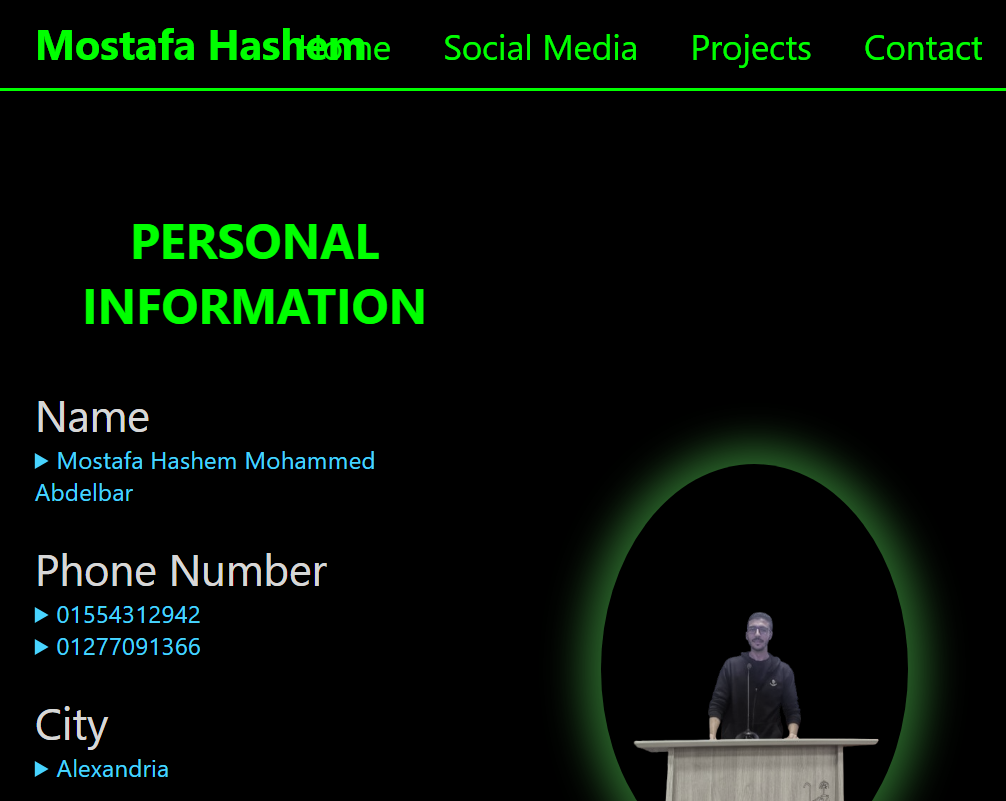 Mostafa Hashem Home Social Media Projects Contact
PERSONAL
INFORMATION
Name
▶ Mostafa Hashem Mohammed
Abdelbar
Phone Number
▶ 01554312942
▶ 01277091366
City
▶ Alexandria